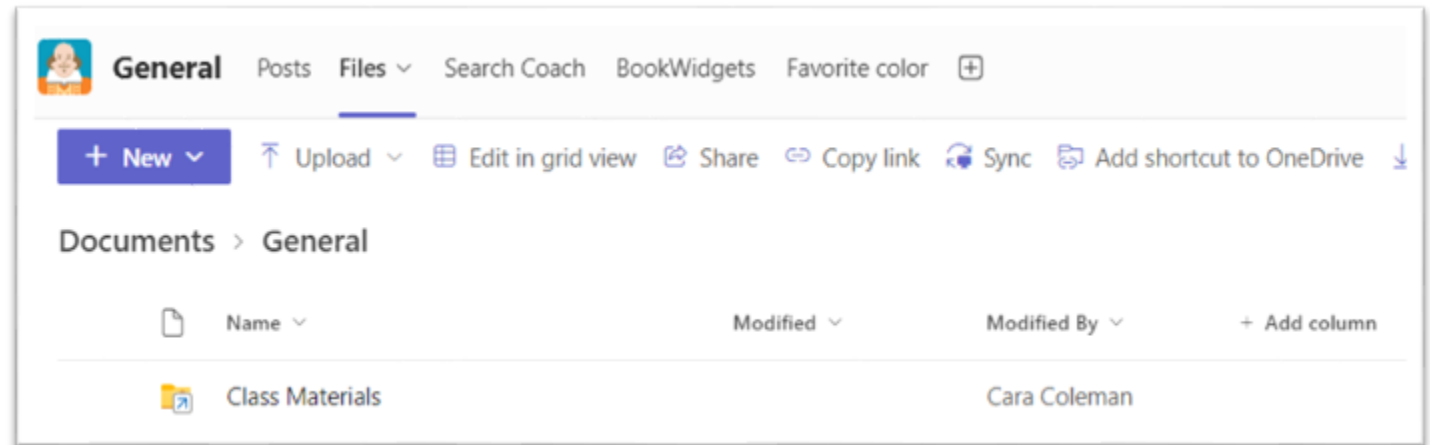 General Posts Files Search Coach BookWidgets Favorite color
+ New Upload Edit in grid view Share Copy link Sync Add shortcut to OneDrive
Documents > General
Name Modified Modified By + Add column
Class Materials Cara Coleman